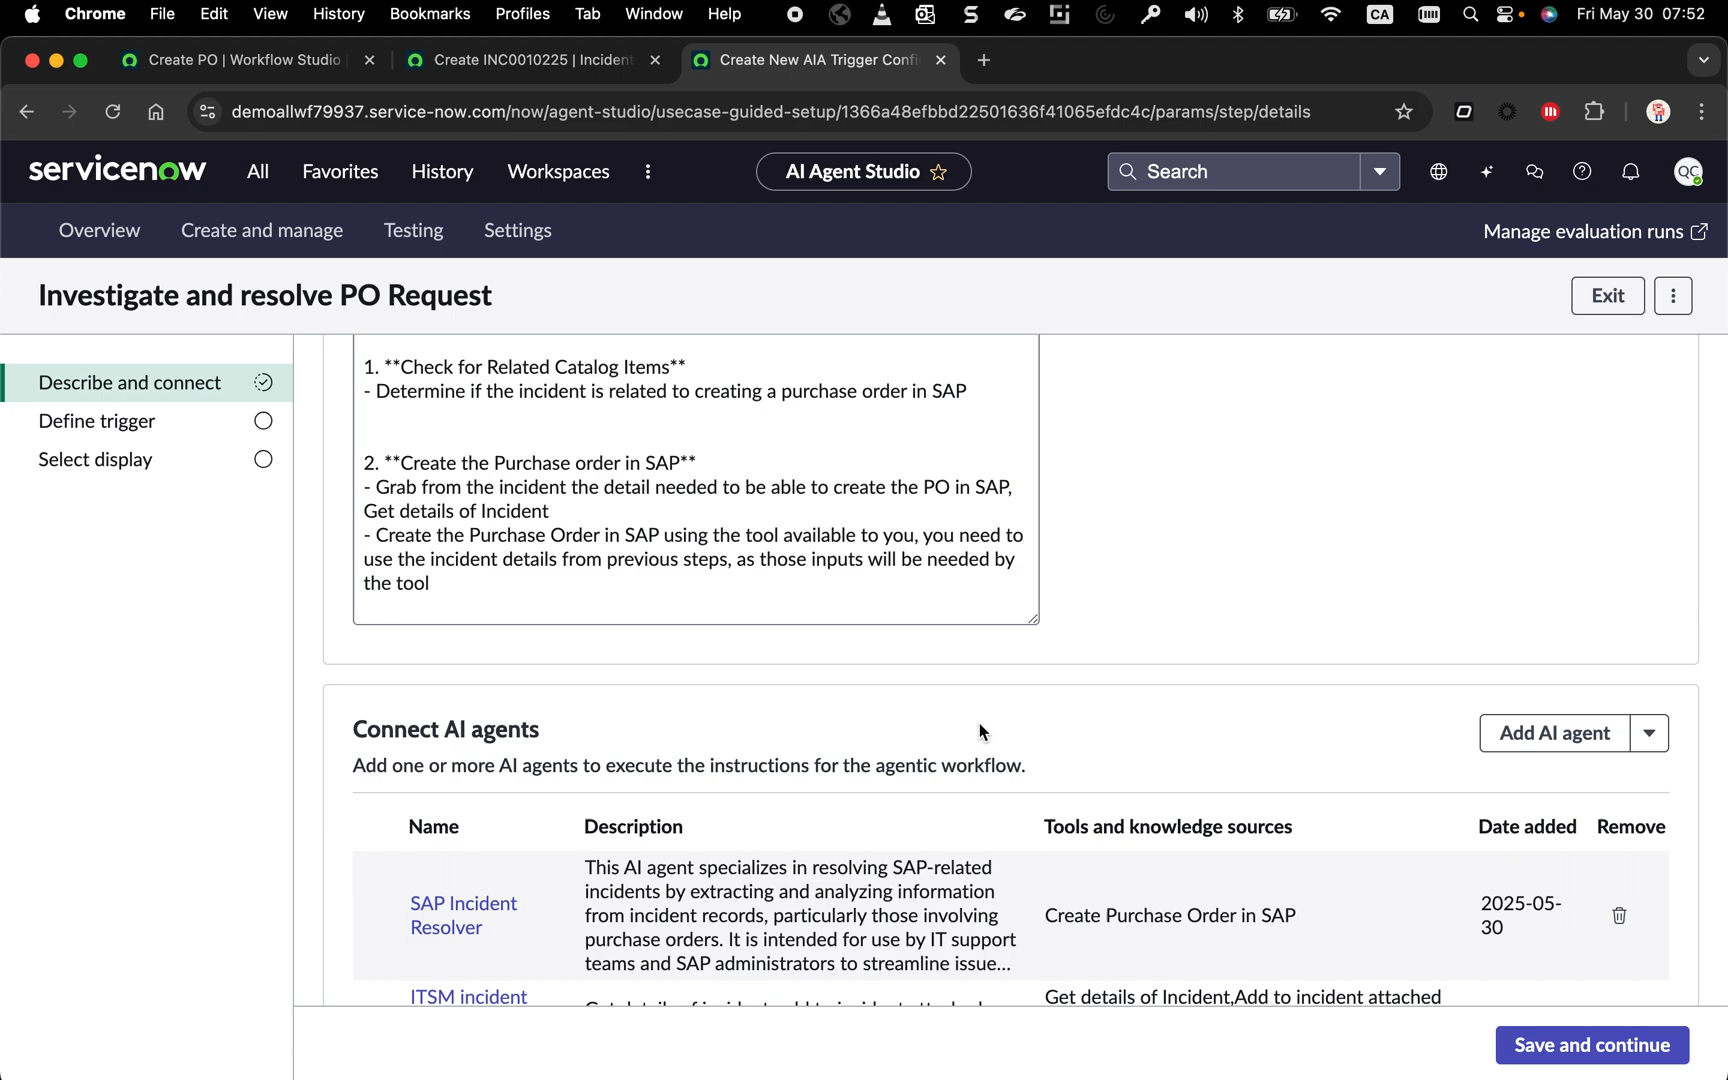 Chrome File Edit View History Bookmarks Profiles Tab Window Help CA Fri May 30 07:52
Create PO | Workflow Studio Create INC0010225 | Inciden Create New AIA Trigger Confi
demoallwf79937.service-now.com/now/agent-studio/usecase-guided-setup/1366a48efbbd22501636f41065efdc4c/params/step/details
servicenow All Favorites History Workspaces AI Agent Studio Search QC
Overview Create and manage Testing Settings Manage evaluation runs
Investigate and resolve PO Request Exit
Describe and connect
Define trigger
Select display
1. **Check for Related Catalog Items**
- Determine if the incident is related to creating a purchase order in SAP
2. **Create the Purchase order in SAP**
- Grab from the incident the detail needed to be able to create the PO in SAP,
Get details of Incident
- Create the Purchase Order in SAP using the tool available to you, you need to
use the incident details from previous steps, as those inputs will be needed by
the tool
Connect AI agents Add AI agent
Add one or more AI agents to execute the instructions for the agentic workflow.
Name Description Tools and knowledge sources Date added Remove
SAP Incident
Resolver
This AI agent specializes in resolving SAP-related
incidents by extracting and analyzing information
from incident records, particularly those involving
purchase orders. It is intended for use by IT support
teams and SAP administrators to streamline issue...
Create Purchase Order in SAP
2025-05-
30
ITSM incident
Get details of Incident,Add to incident attached
Save and continue